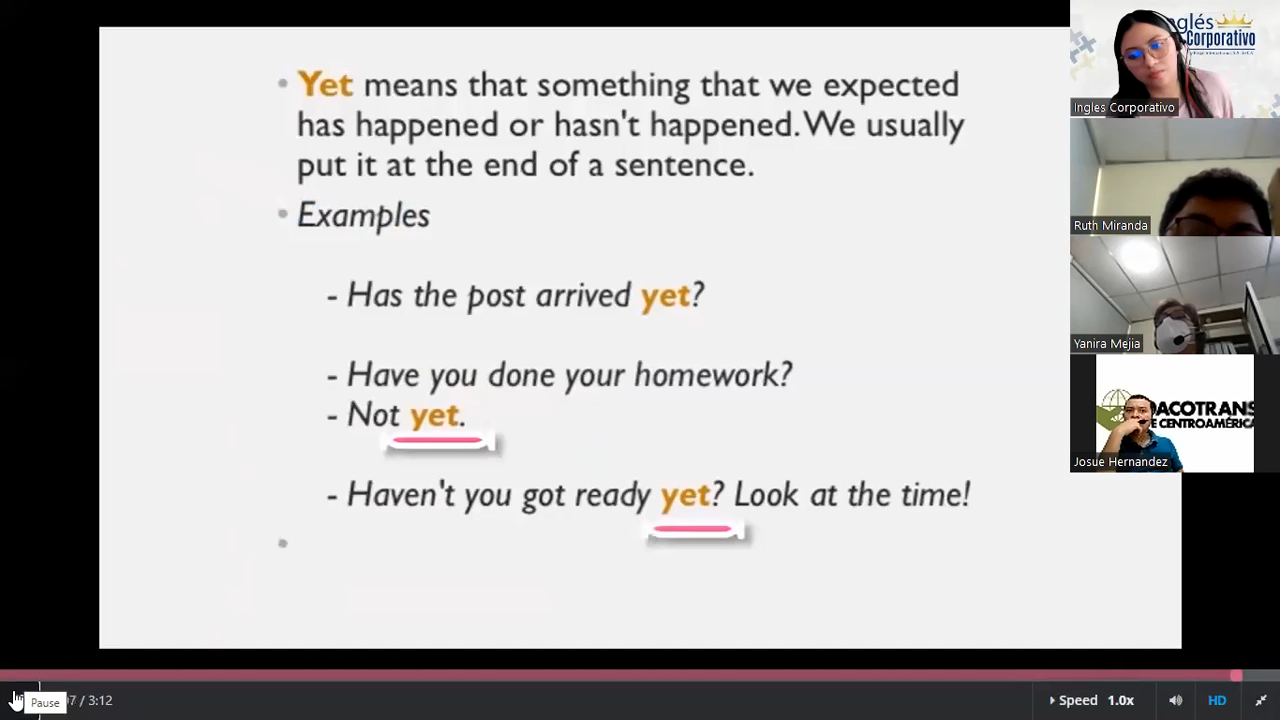 Yet means that something that we expected
has happened or hasn't happened. We usually
put it at the end of a sentence.
Examples
- Has the post arrived yet?
- Have you done your homework?
- Not yet.
- Haven't you got ready yet? Look at the time!
Inglés
Corporativo
Ingles Corporativo
Ruth Miranda
Yanira Mejia
ACOTRANS
E CENTROAMÉRICA
Josue Hernandez
Pause
7 / 3:12
Speed 1.0x
HD